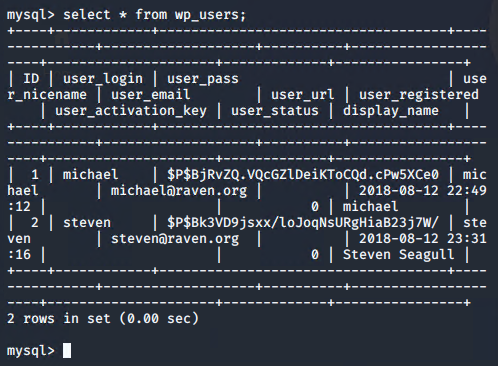 mysql> select * from wp_users;
+----+------------+------------------------------------+----
-----------+-------------------+----------+-----------------
----+---------------------+-------------+----------------+
| ID | user_login | user_pass                          | use
r_nicename | user_email        | user_url | user_registered
    | user_activation_key | user_status | display_name   |
+----+------------+------------------------------------+----
-----------+-------------------+----------+-----------------
----+---------------------+-------------+----------------+
|  1 | michael    | $P$BjRvZQ.VQcGZlDeiKToCQd.cPw5XCe0 | mic
hael       | michael@raven.org |          | 2018-08-12 22:49
:12 |                     |           0 | michael        |
|  2 | steven     | $P$Bk3VD9jsxx/loJoqNsURgHiaB23j7W/ | ste
ven        | steven@raven.org  |          | 2018-08-12 23:31
:16 |                     |           0 | Steven Seagull |
+----+------------+------------------------------------+----
-----------+-------------------+----------+-----------------
----+---------------------+-------------+----------------+
2 rows in set (0.00 sec)
mysql>